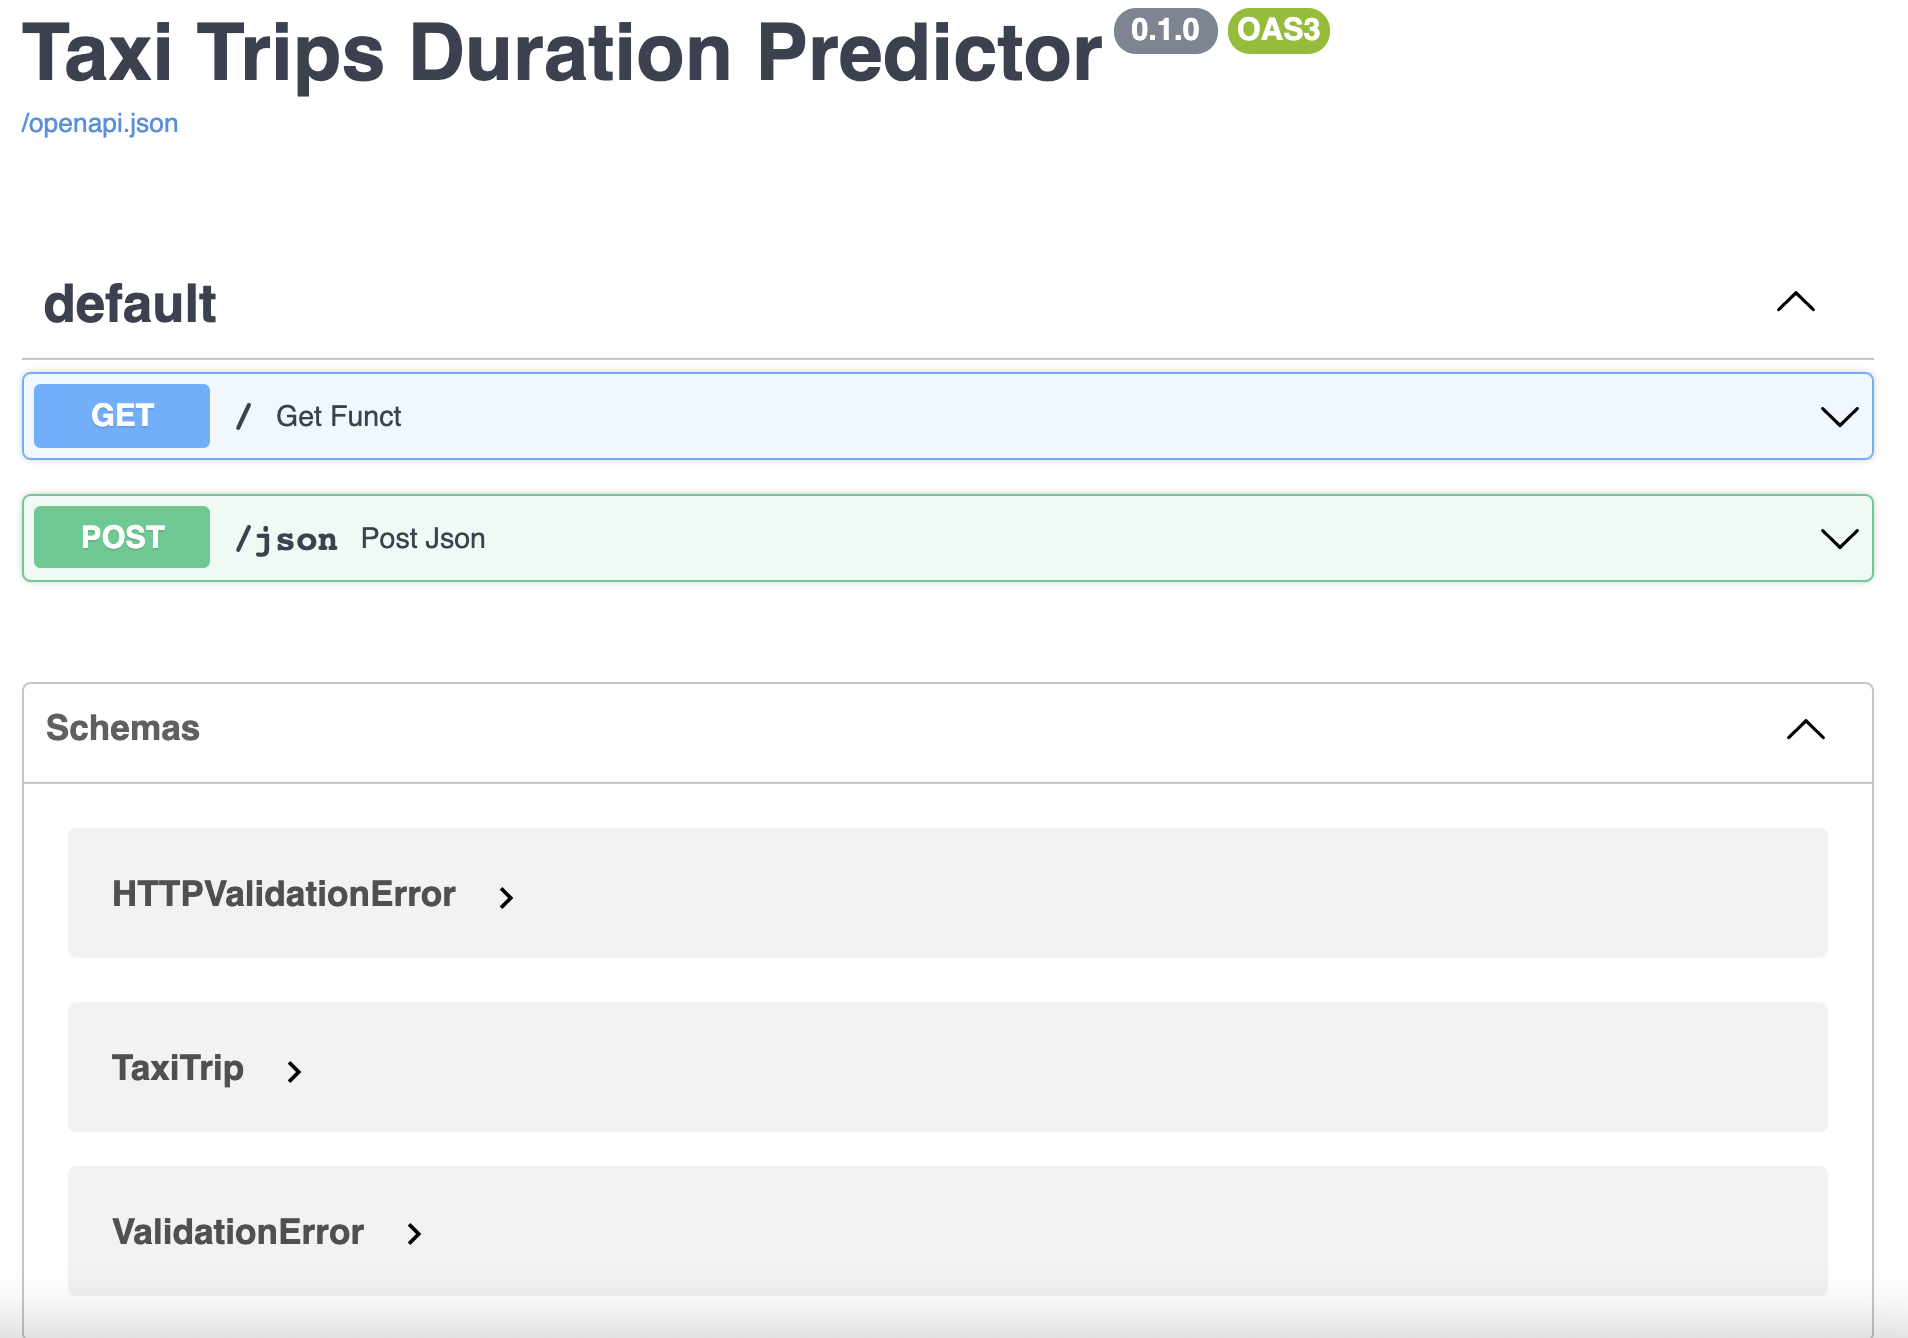 Taxi Trips Duration Predictor 0.1.0 OAS3
/openapi.json
default
GET / Get Funct
POST /json Post Json
Schemas
HTTPValidationError
TaxiTrip
ValidationError